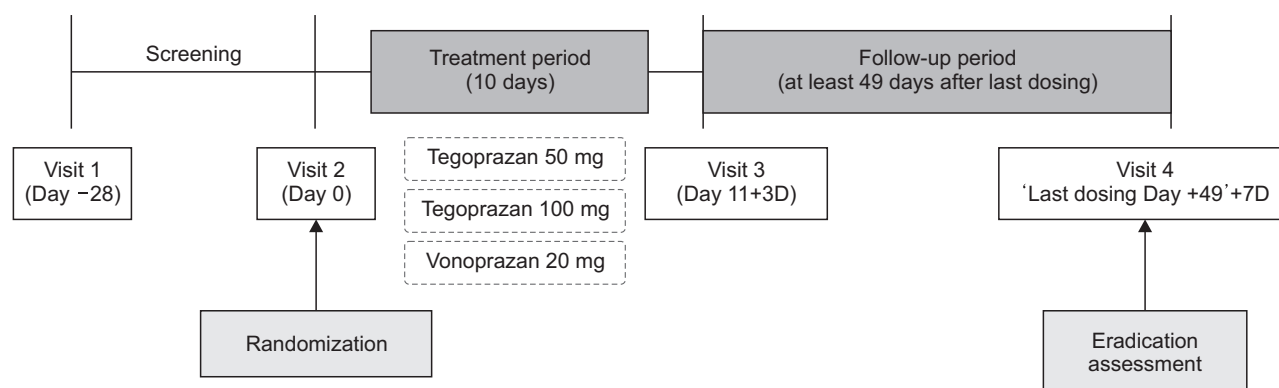 Screening
Treatment period
(10 days)
Follow-up period
(at least 49 days after last dosing)
Visit 1
(Day −28)
Visit 2
(Day 0)
Tegoprazan 50 mg
Tegoprazan 100 mg
Vonoprazan 20 mg
Visit 3
(Day 11+3D)
Visit 4
‘Last dosing Day +49’+7D
Randomization
Eradication
assessment